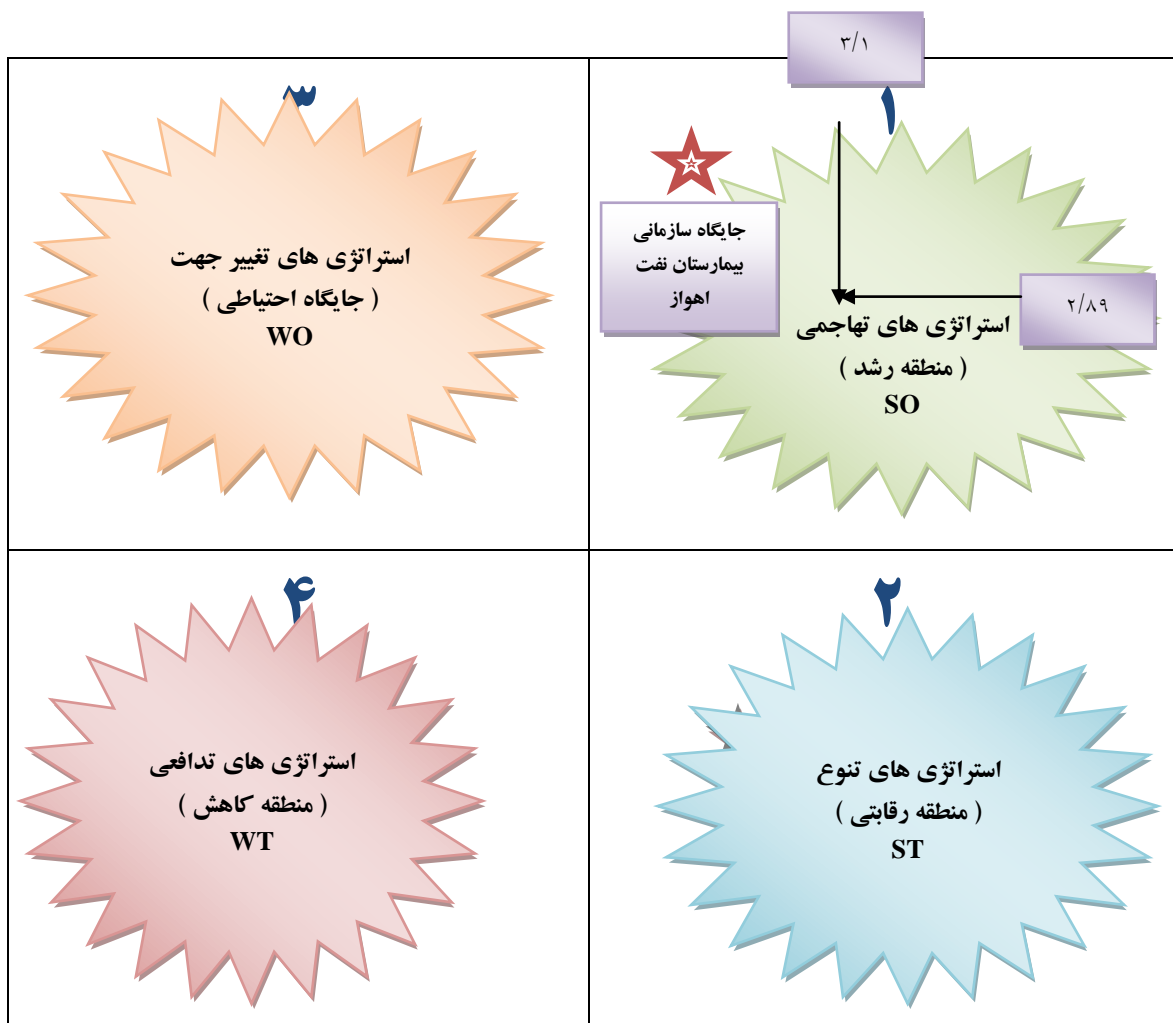 ۳/۱
۱
جایگاه سازمانی
بیمارستان نفت
اهواز
۲/۸۹
استراتژی های تهاجمی
( منطقه رشد )
SO
۳
استراتژی های تغییر جهت
( جایگاه احتیاطی )
WO
۲
استراتژی های تنوع
( منطقه رقابتی )
ST
۴
استراتژی های تدافعی
( منطقه کاهش )
WT